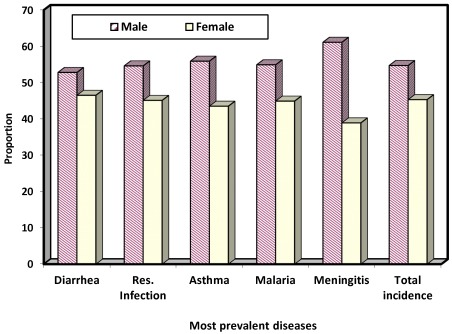 70
Male Female
60
50
40
30
20
10
0
Proportion
Diarrhea Res. Infection Asthma Malaria Meningitis Total incidence
Most prevalent diseases